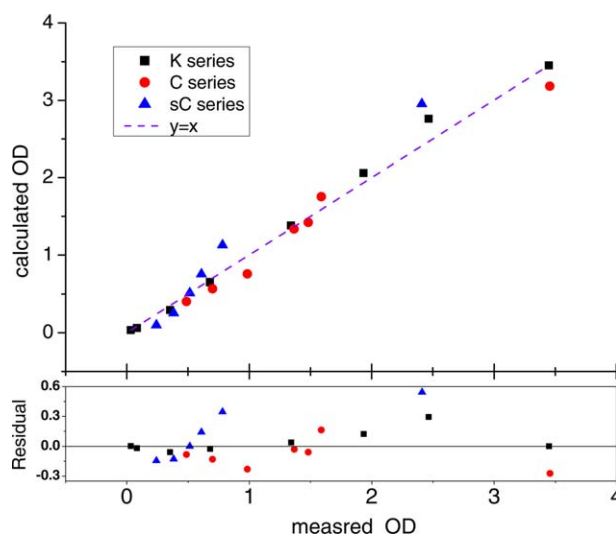 4
3
2
1
0
K series
C series
sC series
y=x
calculated OD
0.6
0.3
0.0
-0.3
Residual
0 1 2 3 4
measred OD